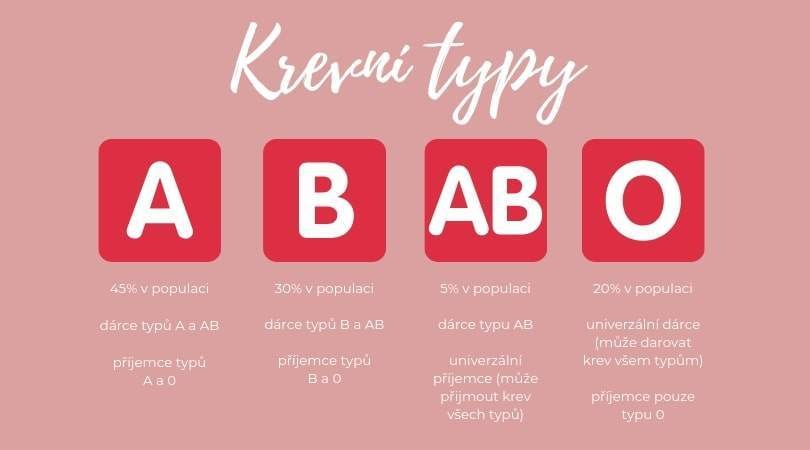 Krevní typy
A
45% v populaci
dárce typů A a AB
příjemce typů
A a 0
B
30% v populaci
dárce typů B a AB
příjemce typů
B a 0
AB
5% v populaci
dárce typu AB
univerzální
příjemce (může
přijmout krev
všech typů)
O
20% v populaci
univerzální dárce
(může darovat
krev všem typům)
příjemce pouze
typu 0